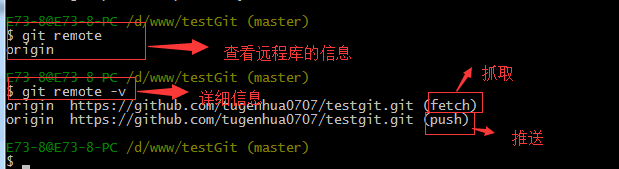 E73-8@E73-8-PC /d/www/testGit (master)
$ git remote
origin
查看远程库的信息
E73-8@E73-8-PC /d/www/testGit (master)
抓取
$ git remote -v
详细信息
origin https://github.com/tugenhua0707/testgit.git (fetch)
origin https://github.com/tugenhua0707/testgit.git (push)
推送
E73-8@E73-8-PC /d/www/testGit (master)
$